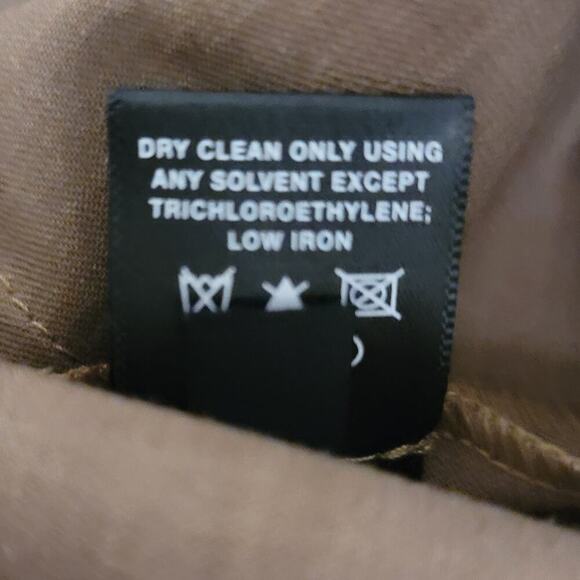 DRY CLEAN ONLY USING
ANY SOLVENT EXCEPT
TRICHLOROETHYLENE;
LOW IRON